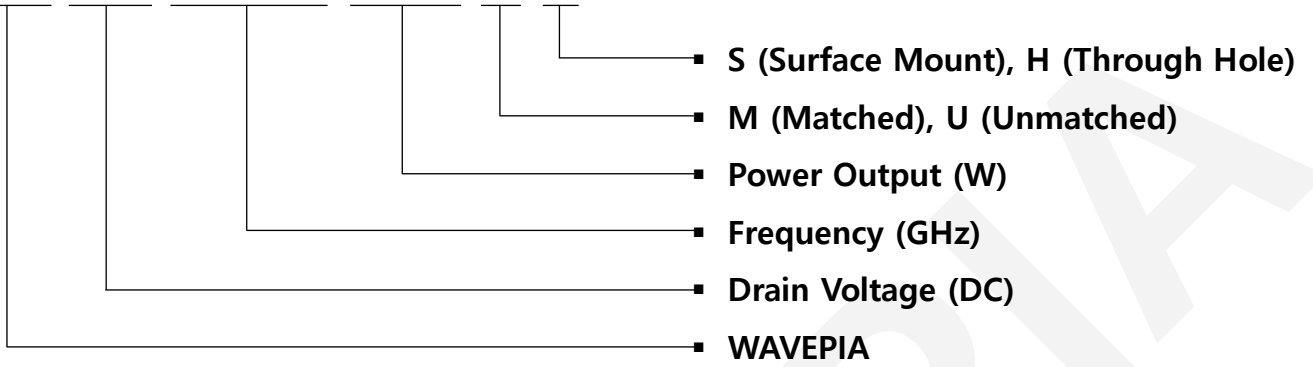 ▪ S (Surface Mount), H (Through Hole)
▪ M (Matched), U (Unmatched)
▪ Power Output (W)
▪ Frequency (GHz)
▪ Drain Voltage (DC)
▪ WAVEPIA